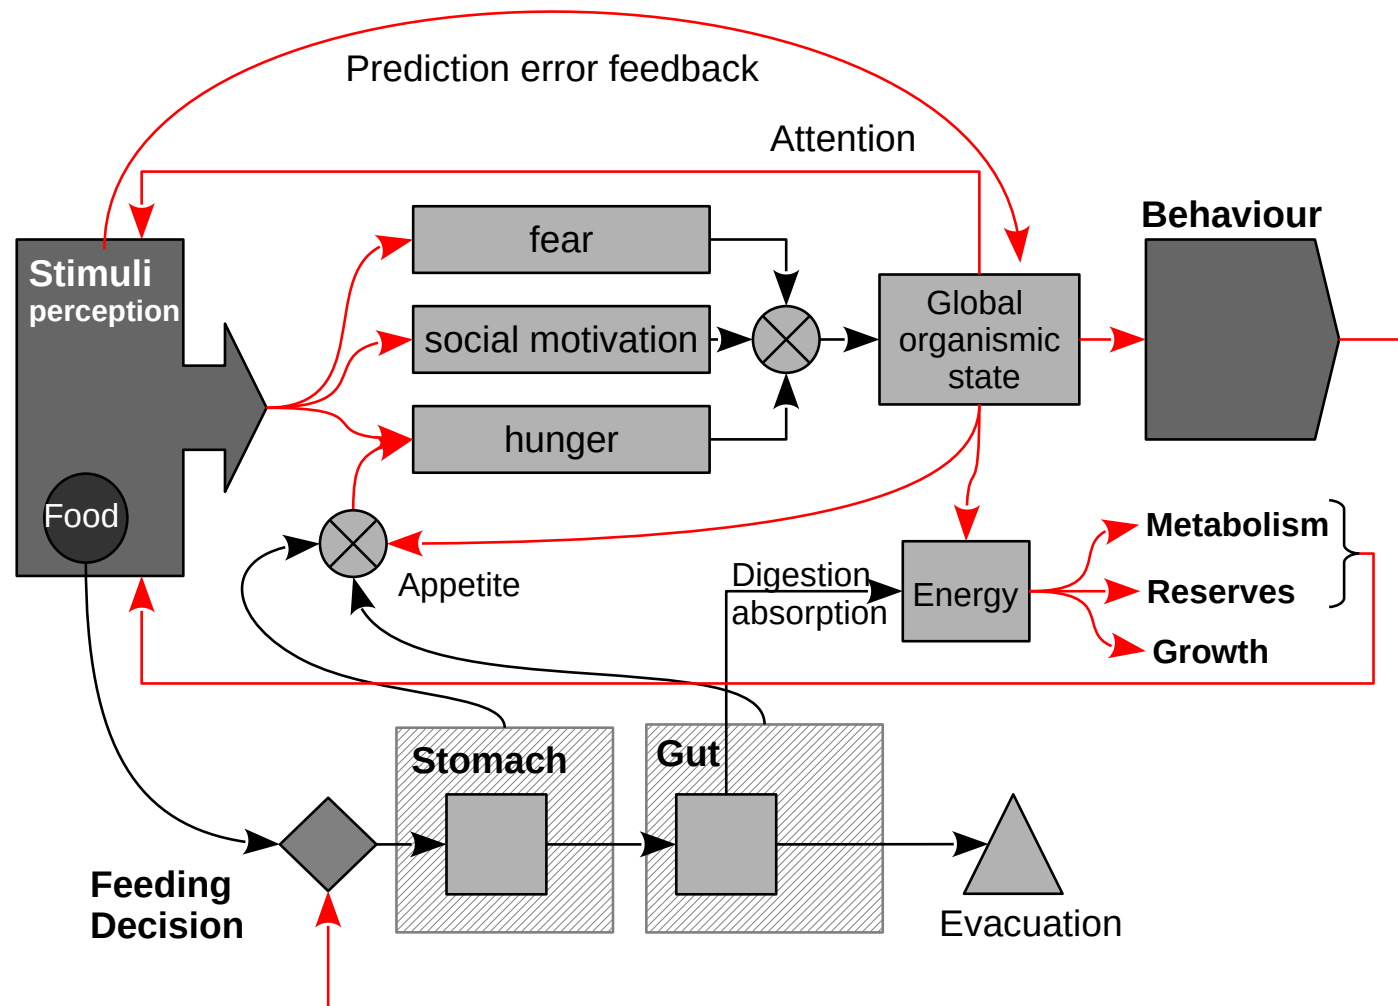 Prediction error feedback
Attention
Behaviour
Stimuli
perception
fear
social motivation
hunger
Global
organismic
state
Food
Appetite
Digestion
absorption
Energy
Metabolism
Reserves
Growth
Stomach
Gut
Feeding
Decision
Evacuation